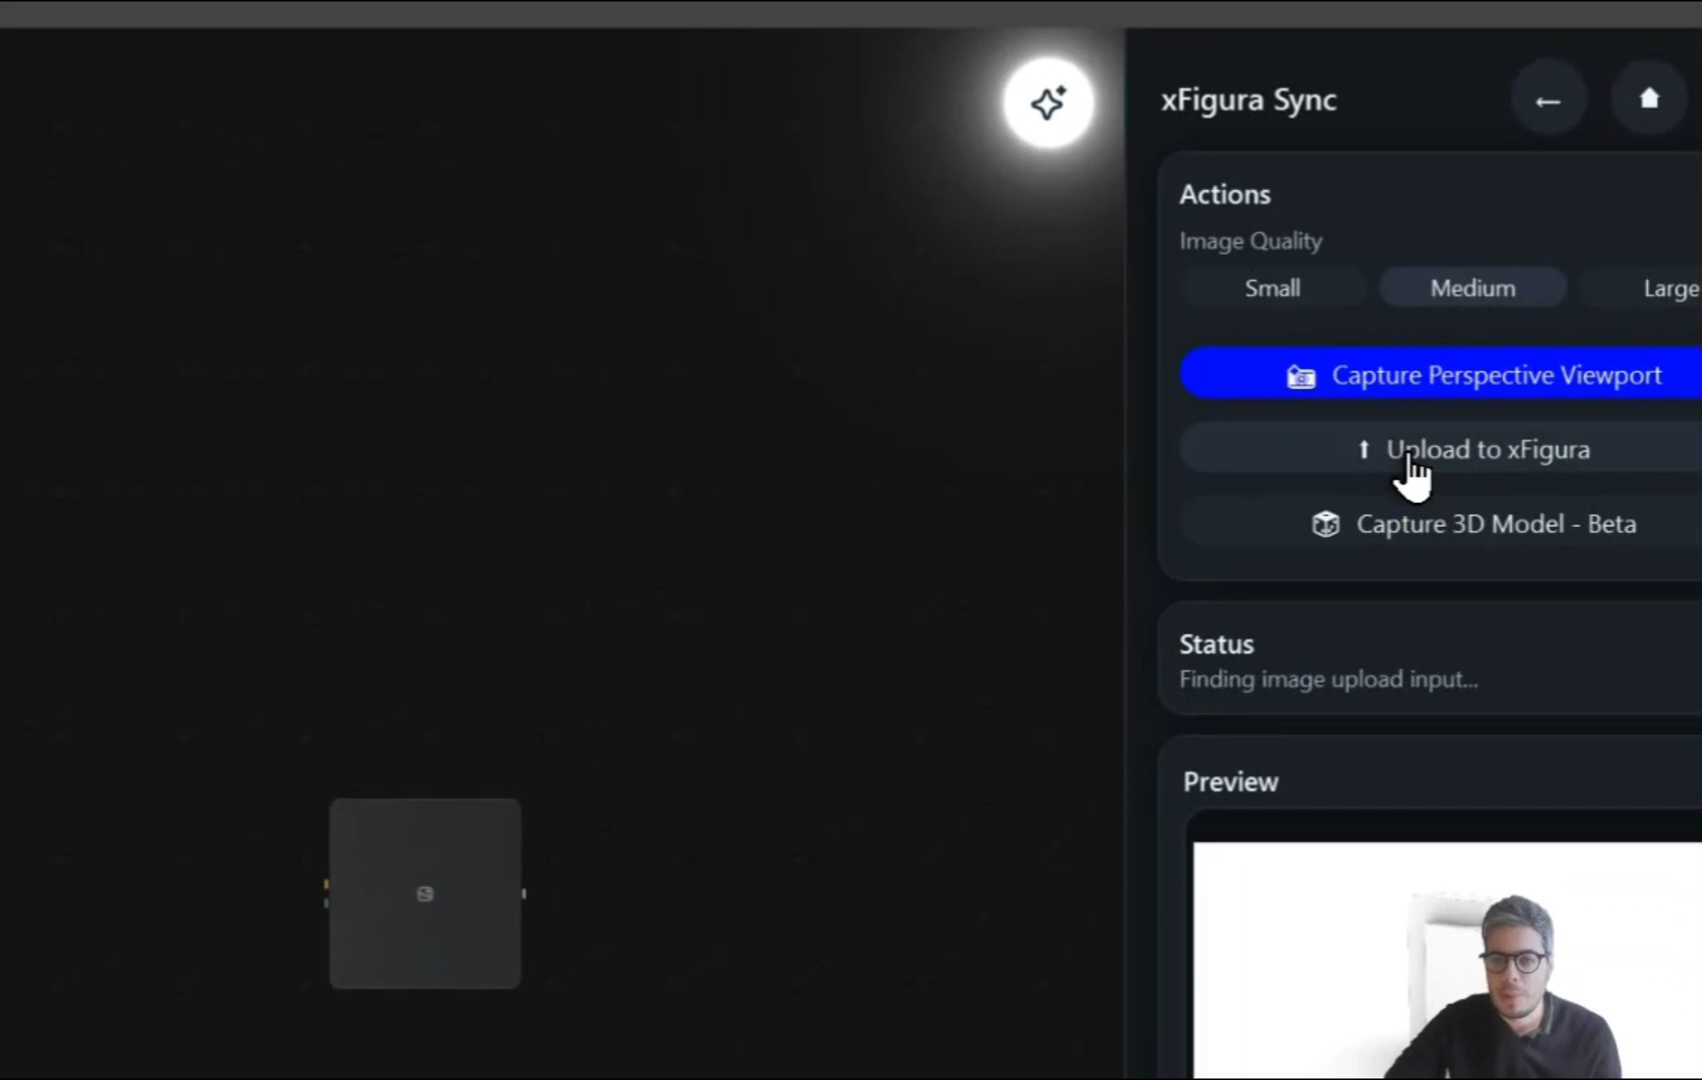 xFigura Sync
Actions
Image Quality
Small Medium Large
Capture Perspective Viewport
Upload to xFigura
Capture 3D Model - Beta
Status
Finding image upload input...
Preview